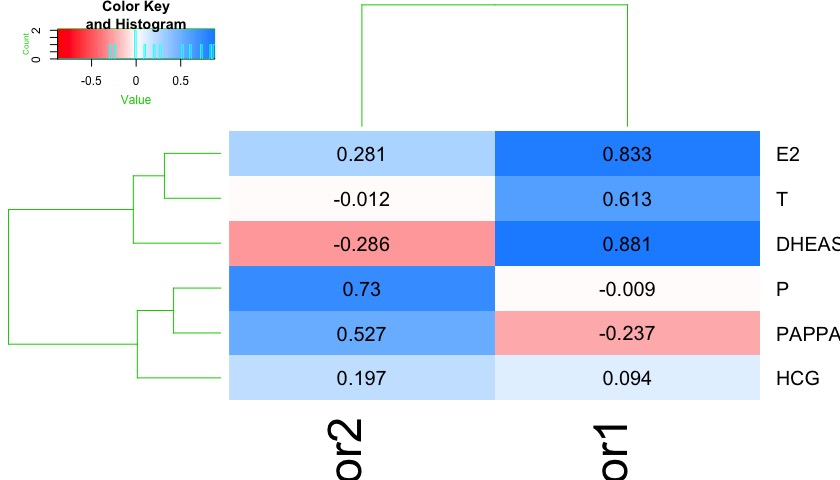 Color Key
and Histogram
Count
0 2
-0.5 0 0.5
Value
0.281 0.833 E2
-0.012 0.613 T
-0.286 0.881 DHEAS
0.73 -0.009 P
0.527 -0.237 PAPPA
0.197 0.094 HCG
or2 or1